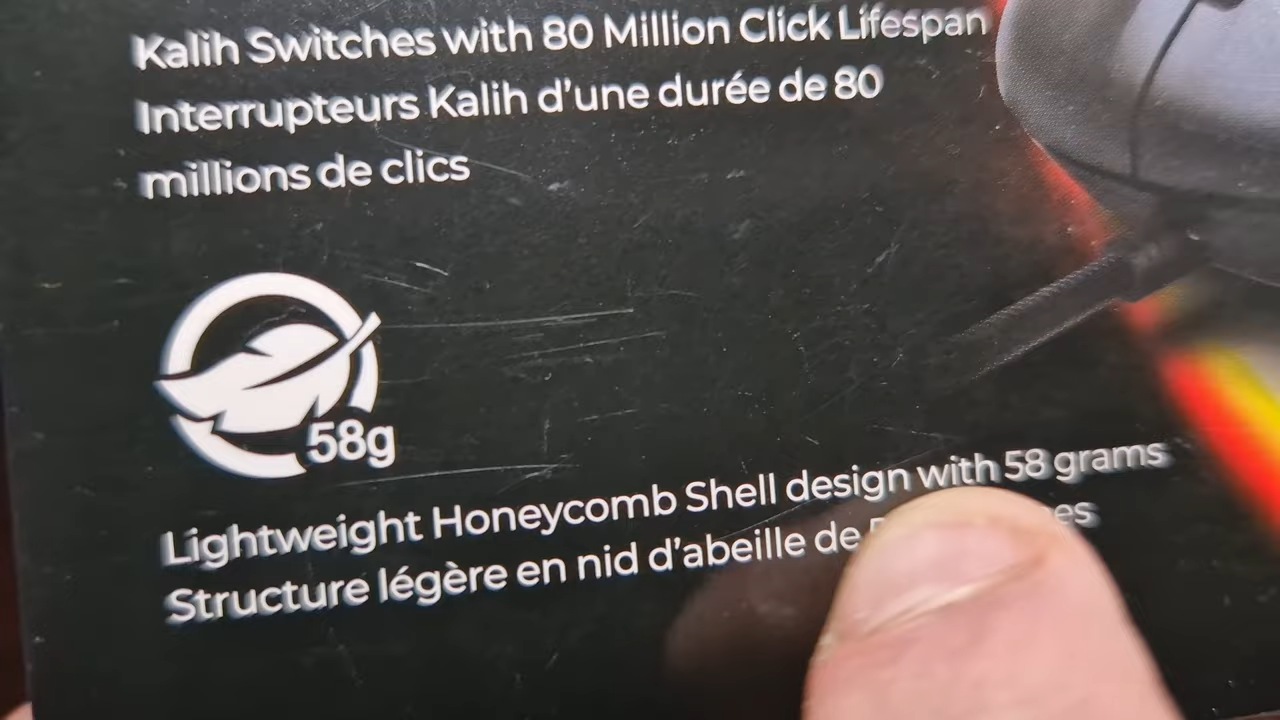 Kalih Switches with 80 Million Click Lifespan
Interrupteurs Kalih d'une durée de 80
millions de clics
58g
Lightweight Honeycomb Shell design with 58 grams
Structure légère en nid d'abeille de